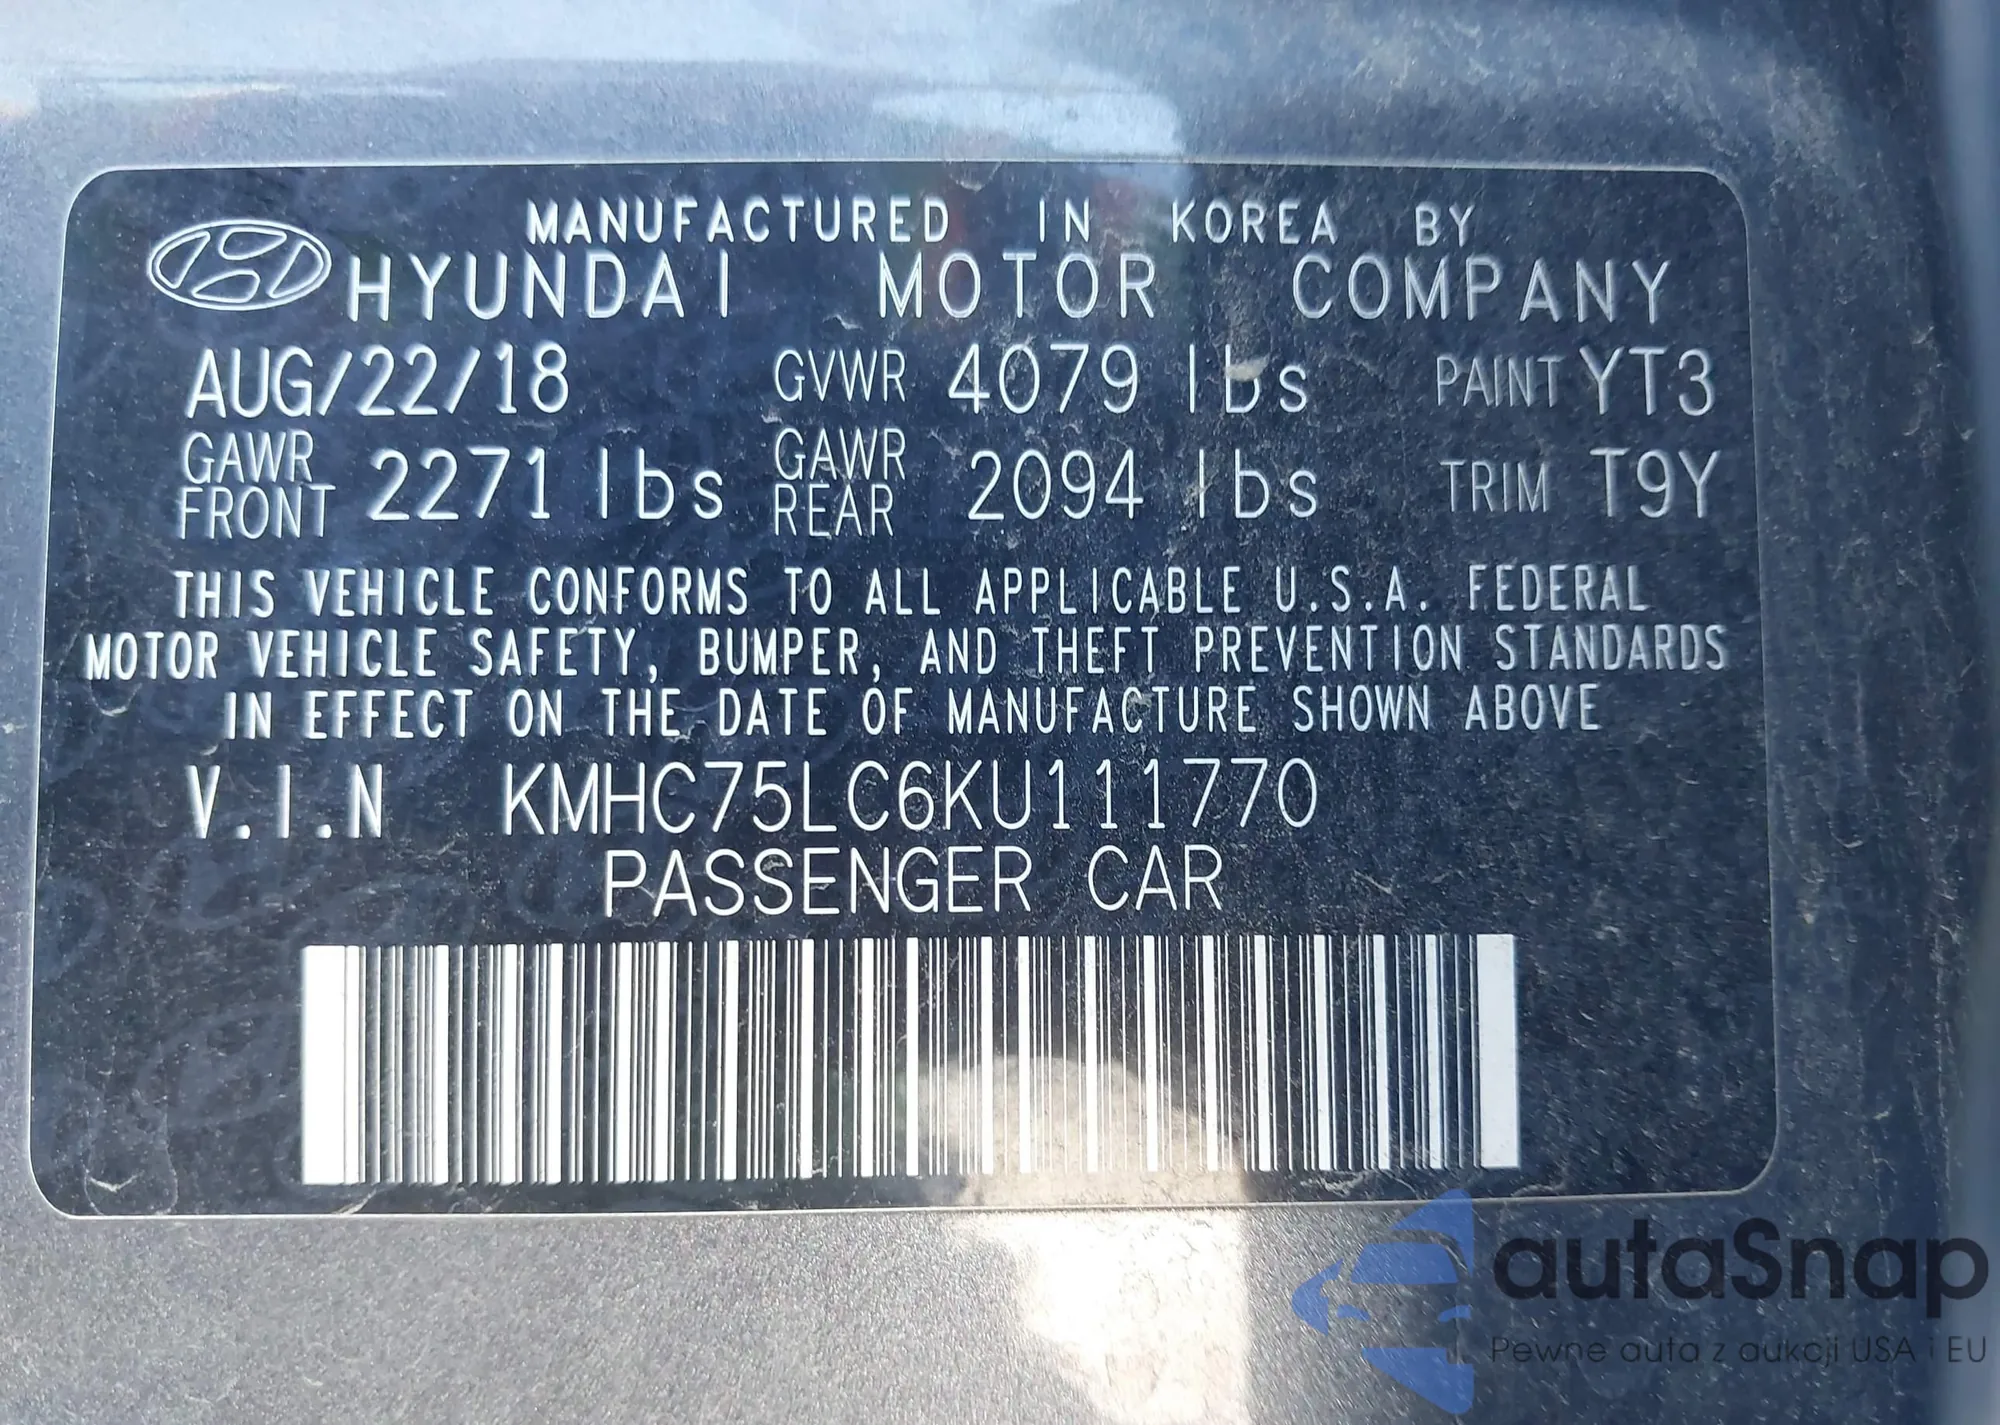 MANUFACTURED IN KOREA BY
HYUNDAI MOTOR COMPANY
AUG/22/18 GVWR 4079 lbs PAINT YT3
GAWR FRONT 2271 lbs GAWR REAR 2094 lbs TRIM T9Y
THIS VEHICLE CONFORMS TO ALL APPLICABLE U.S.A. FEDERAL
MOTOR VEHICLE SAFETY, BUMPER, AND THEFT PREVENTION STANDARDS
IN EFFECT ON THE DATE OF MANUFACTURE SHOWN ABOVE
V.I.N KMHC75LC6KU111770
PASSENGER CAR
autaSnap
Pewne auta z aukcji USA i EU